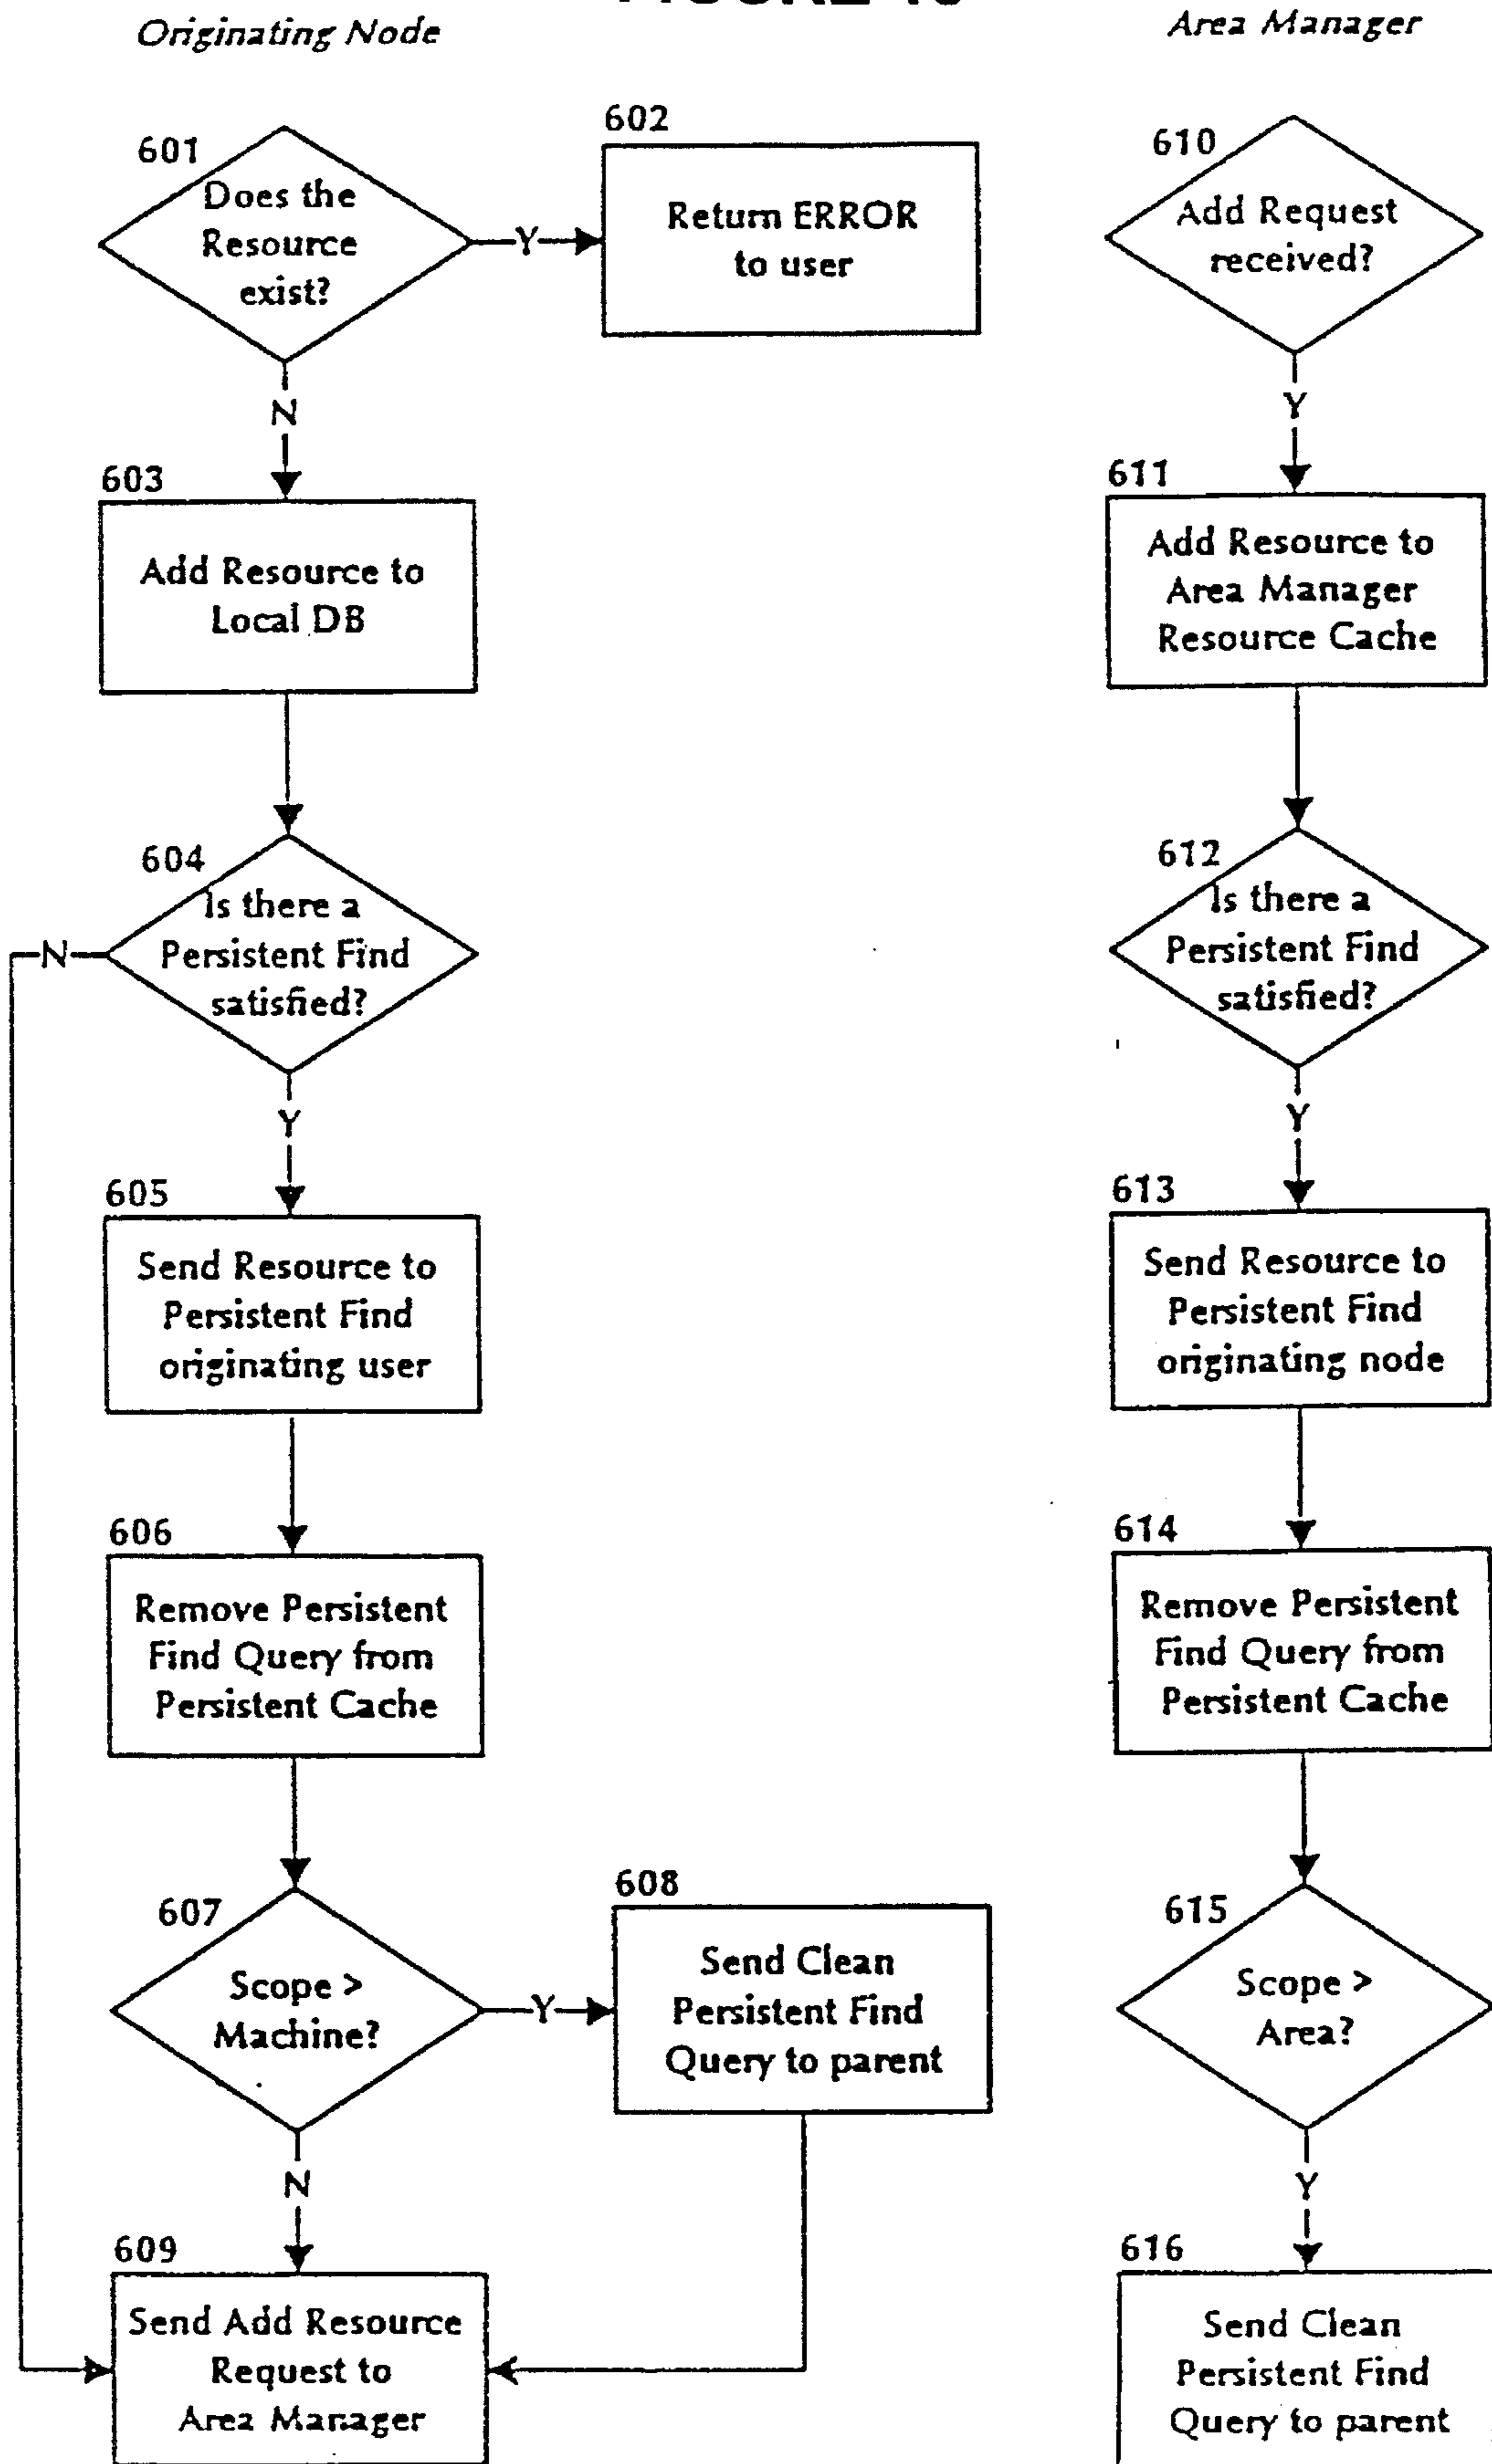 Originating Node
601
Does the
Resource
exist?
Y
602
Return ERROR
to user
N
603
Add Resource to
Local DB
604
Is there a
Persistent Find
satisfied?
N
Y
605
Send Resource to
Persistent Find
originating user
606
Remove Persistent
Find Query from
Persistent Cache
607
Scope >
Machine?
Y
608
Send Clean
Persistent Find
Query to parent
N
609
Send Add Resource
Request to
Area Manager
Area Manager
610
Add Request
received?
Y
611
Add Resource to
Area Manager
Resource Cache
612
Is there a
Persistent Find
satisfied?
Y
613
Send Resource to
Persistent Find
originating node
614
Remove Persistent
Find Query from
Persistent Cache
615
Scope >
Area?
Y
616
Send Clean
Persistent Find
Query to parent